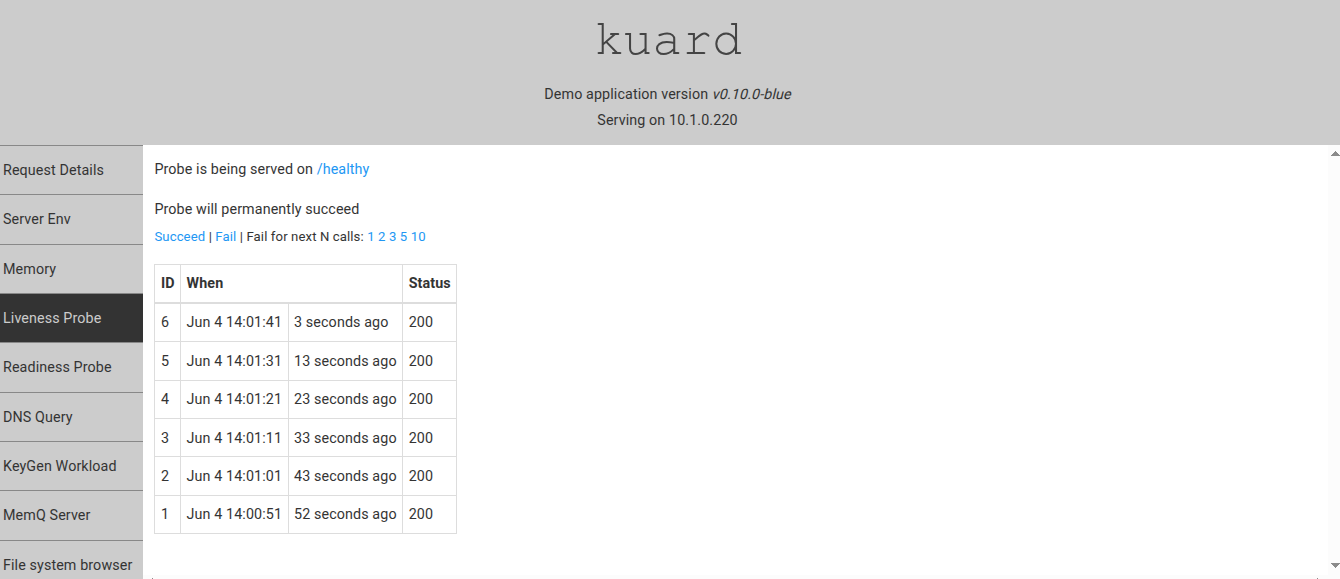 kuard
Demo application version v0.10.0-blue
Serving on 10.1.0.220
Request Details
Server Env
Memory
Liveness Probe
Readiness Probe
DNS Query
KeyGen Workload
MemQ Server
File system browser
Probe is being served on /healthy
Probe will permanently succeed
Succeed | Fail | Fail for next N calls: 1 2 3 5 10
ID When Status
6 Jun 4 14:01:41 3 seconds ago 200
5 Jun 4 14:01:31 13 seconds ago 200
4 Jun 4 14:01:21 23 seconds ago 200
3 Jun 4 14:01:11 33 seconds ago 200
2 Jun 4 14:01:01 43 seconds ago 200
1 Jun 4 14:00:51 52 seconds ago 200